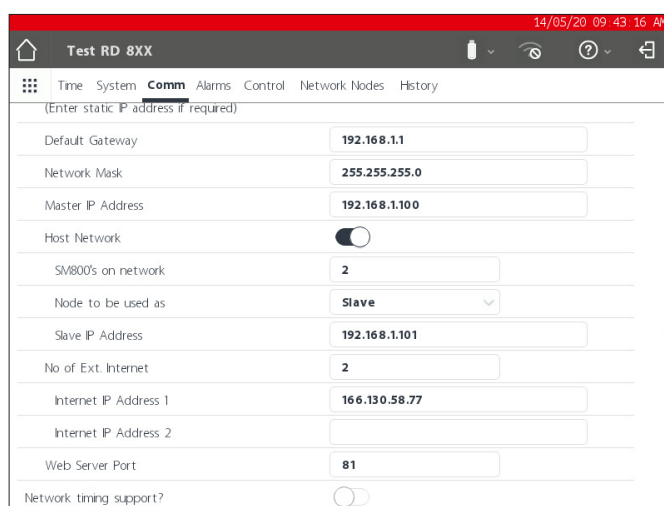 14/05/20 09:43:16 AM
Test RD 8XX
Time System Comm Alarms Control Network Nodes History
(Enter static IP address if required)
Default Gateway 192.168.1.1
Network Mask 255.255.255.0
Master IP Address 192.168.1.100
Host Network
SM800's on network 2
Node to be used as Slave
Slave IP Address 192.168.1.101
No of Ext. Internet 2
Internet IP Address 1 166.130.58.77
Internet IP Address 2
Web Server Port 81
Network timing support?